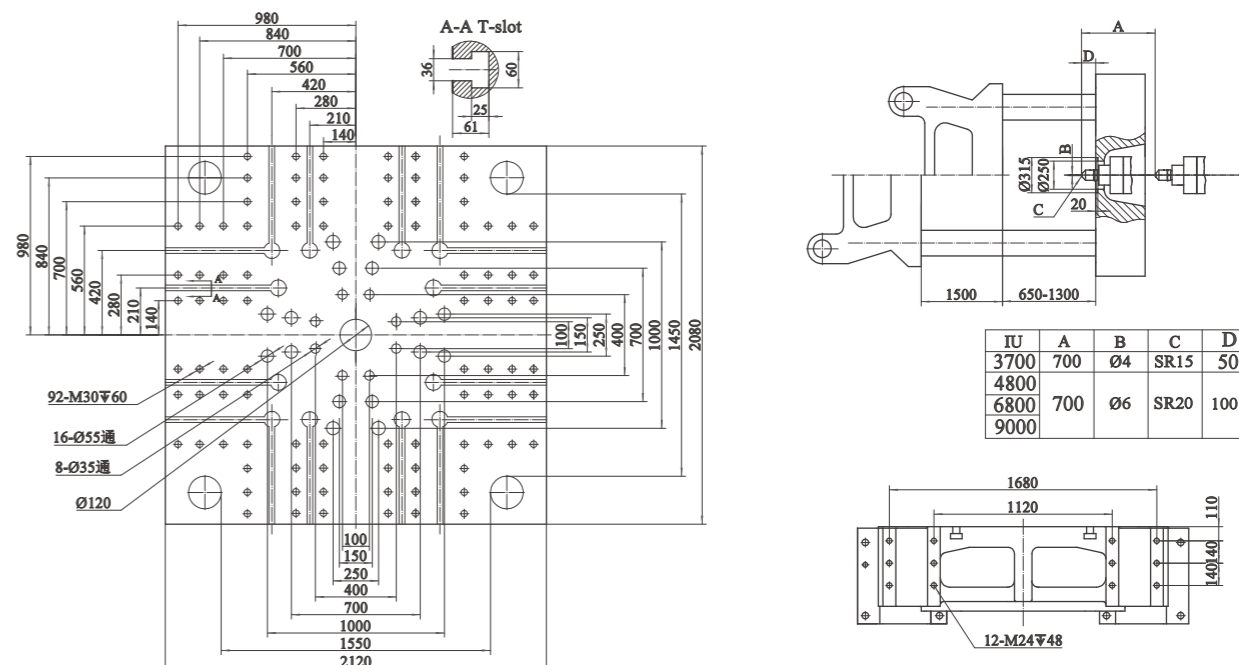 980
840
700
560
420
280
210
140
A-A T-slot
36
60
25
61
980
840
700
560
420
280
210
140
A
A
100
150
250
400
700
1000
1450
2080
92-M30↧60
16-Ø55通
8-Ø35通
Ø120
100
150
250
400
700
1000
1550
2120
A
D
B
Ø315
Ø250
20
C
1500
650-1300
IU A B C D
3700 700 Ø4 SR15 50
4800
6800 700 Ø6 SR20 100
9000
1680
1120
110
140
140
12-M24↧48